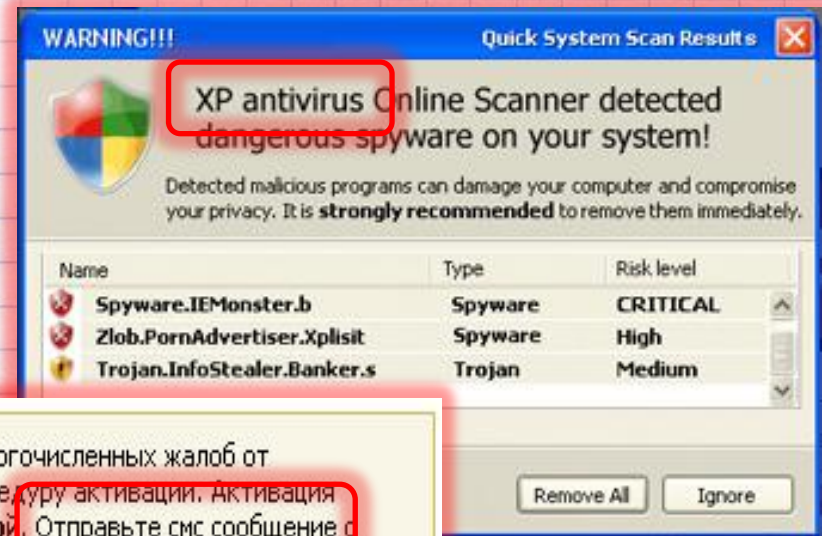 WARNING!!! Quick System Scan Results
XP antivirus Online Scanner detected
dangerous spyware on your system!
Detected malicious programs can damage your computer and compromise
your privacy. It is strongly recommended to remove them immediately.
Name Type Risk level
Spyware.IEMonster.b Spyware CRITICAL
Zlob.PornAdvertiser.Xplisit Spyware High
Trojan.InfoStealer.Banker.s Trojan Medium
Remove All Ignore
жалоб от
активации. Активация
Отправьте смс сообщение с